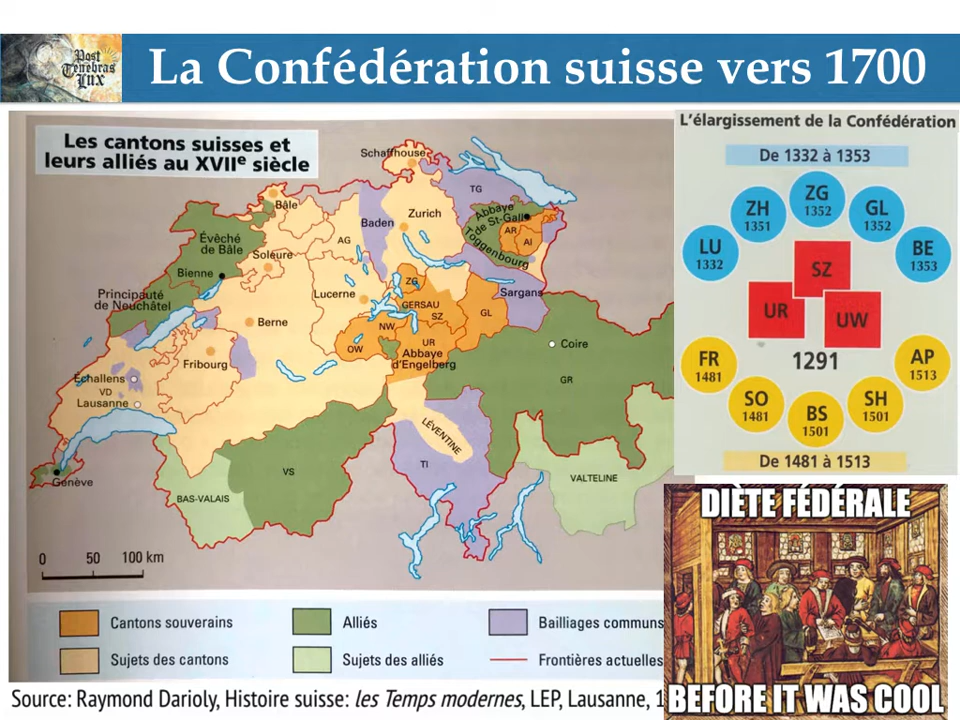 Post
Tenebras
Lux
La Confédération suisse vers 1700
Les cantons suisses et
leurs alliés au XVIIe siècle
Schaffhouse
Bâle
TG
Baden
Zurich
Abbaye
de St-Gall
AR
AI
Toggenbourg
Évêché
de Bâle
AG
Soleure
Bienne
ZG
Sargans
Principauté
de Neuchâtel
Lucerne
GERSAU
SZ
GL
Berne
NW
UR
OW
Abbaye
d'Engelberg
Coire
Fribourg
GR
Échallens
VD
Lausanne
LÉVENTINE
TI
Genève
VS
BAS-VALAIS
VALTELINE
0 50 100 km
Cantons souverains
Alliés
Bailliages communs
Sujets des cantons
Sujets des alliés
Frontières actuelles
Source: Raymond Darioly, Histoire suisse: les Temps modernes, LEP, Lausanne, 1
L'élargissement de la Confédération
De 1332 à 1353
ZG
1352
ZH
1351
GL
1352
LU
1332
BE
1353
SZ
UR
UW
1291
FR
1481
AP
1513
SO
1481
SH
1501
BS
1501
De 1481 à 1513
DIÈTE FÉDÉRALE
BEFORE IT WAS COOL